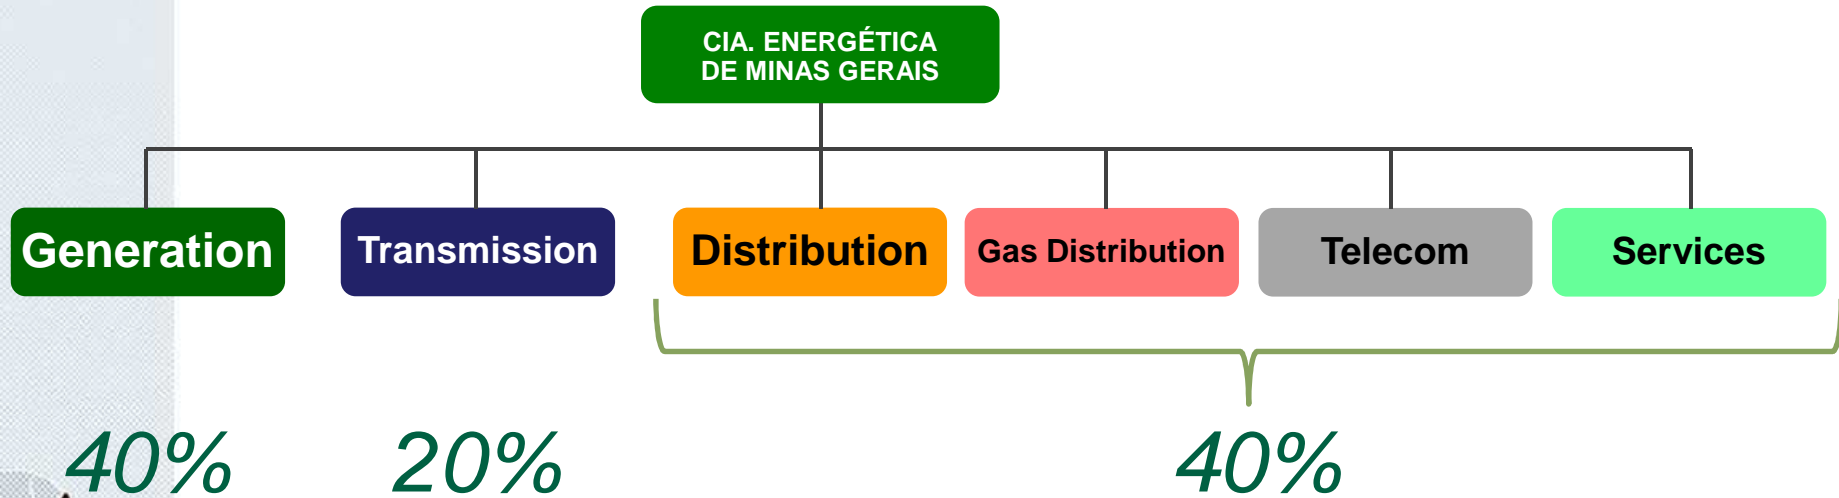 CIA. ENERGÉTICA
DE MINAS GERAIS
Generation
Transmission
Distribution
Gas Distribution
Telecom
Services
40%
20%
40%